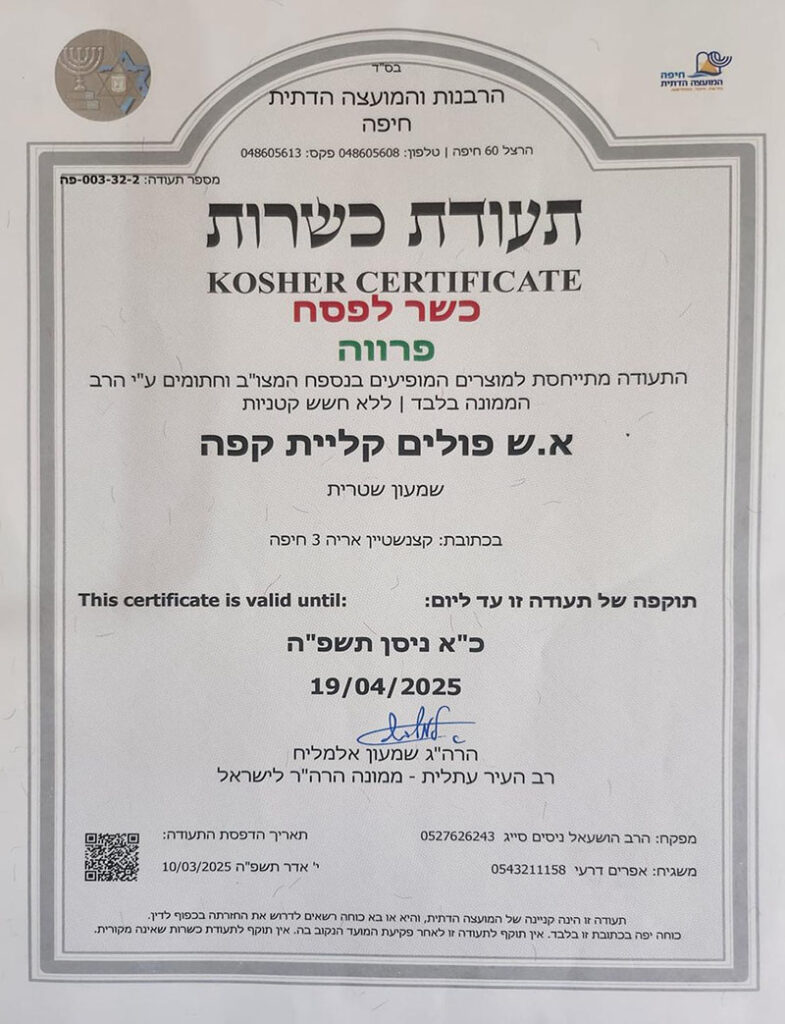 בס"ד
הרבנות והמועצה הדתית
חיפה
הרצל 60 חיפה | טלפון: 048605608 פקס: 048605613
חיפה
המועצה הדתית
מספר תעודה: 003-32-2-פה
תעודת כשרות
KOSHER CERTIFICATE
כשר לפסח
פרווה
התעודה מתייחסת למוצרים המופיעים בנספח המצו"ב וחתומים ע"י הרב
הממונה בלבד | ללא חשש קטניות
א.ש פולים קליית קפה
שמעון שטרית
בכתובת: קצנשטיין אריה 3 חיפה
תוקפה של תעודה זו עד ליום: This certificate is valid until:
כ"א ניסן תשפ"ה
19/04/2025
הרה"ג שמעון אלמליח
רב העיר עתלית - ממונה הרה"ר לישראל
מפקח: הרב הושעאל ניסים סייג 0527626243
משגיח: אפרים דרעי 0543211158
תאריך הדפסת התעודה:
י' אדר תשפ"ה 10/03/2025
תעודה זו הינה קניינה של המועצה הדתית, והיא או בא כוחה רשאים לדרוש את החזרתה בכפוף לדין.
כוחה יפה בכתובת זו בלבד. אין תוקף לתעודה זו לאחר פקיעת המועד הנקוב בה. אין תוקף לתעודת כשרות שאינה מקורית.